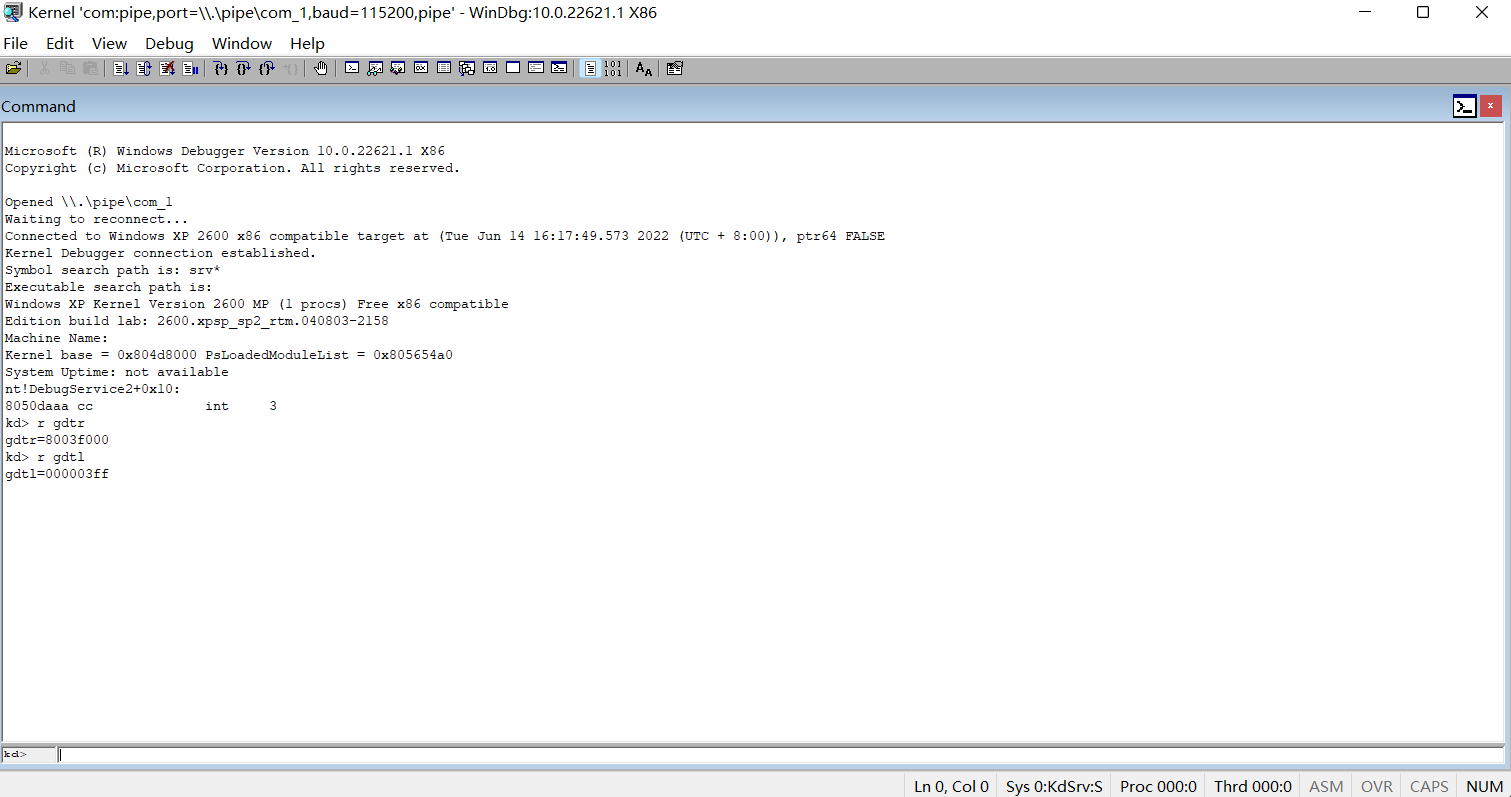 Kernel 'com:pipe,port=\\.\pipe\com_1,baud=115200,pipe' - WinDbg:10.0.22621.1 X86
File Edit View Debug Window Help
Command
Microsoft (R) Windows Debugger Version 10.0.22621.1 X86
Copyright (c) Microsoft Corporation. All rights reserved.
Opened \\.\pipe\com_1
Waiting to reconnect...
Connected to Windows XP 2600 x86 compatible target at (Tue Jun 14 16:17:49.573 2022 (UTC + 8:00)), ptr64 FALSE
Kernel Debugger connection established.
Symbol search path is: srv*
Executable search path is:
Windows XP Kernel Version 2600 MP (1 procs) Free x86 compatible
Edition build lab: 2600.xpsp_sp2_rtm.040803-2158
Machine Name:
Kernel base = 0x804d8000 PsLoadedModuleList = 0x805654a0
System Uptime: not available
nt!DebugService2+0x10:
8050daaa cc int 3
kd> r gdtr
gdtr=8003f000
kd> r gdtl
gdtl=000003ff
kd>
Ln 0, Col 0 Sys 0:KdSrv:S Proc 000:0 Thrd 000:0 ASM OVR CAPS NUM